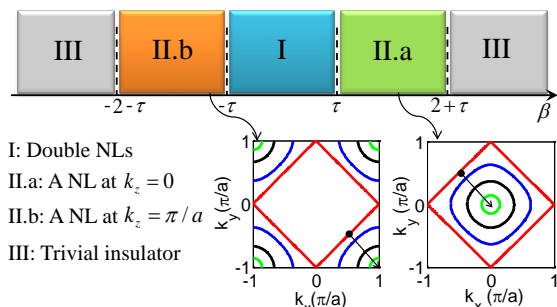 III II.b I II.a III
-2-τ -τ τ 2+τ β
I: Double NLs
II.a: A NL at k_z = 0
II.b: A NL at k_z = π/a
III: Trivial insulator
k_y (π/a)
1
0
-1
-1 0 1
k_x (π/a)
k_y (π/a)
1
0
-1
-1 0 1
k_x (π/a)